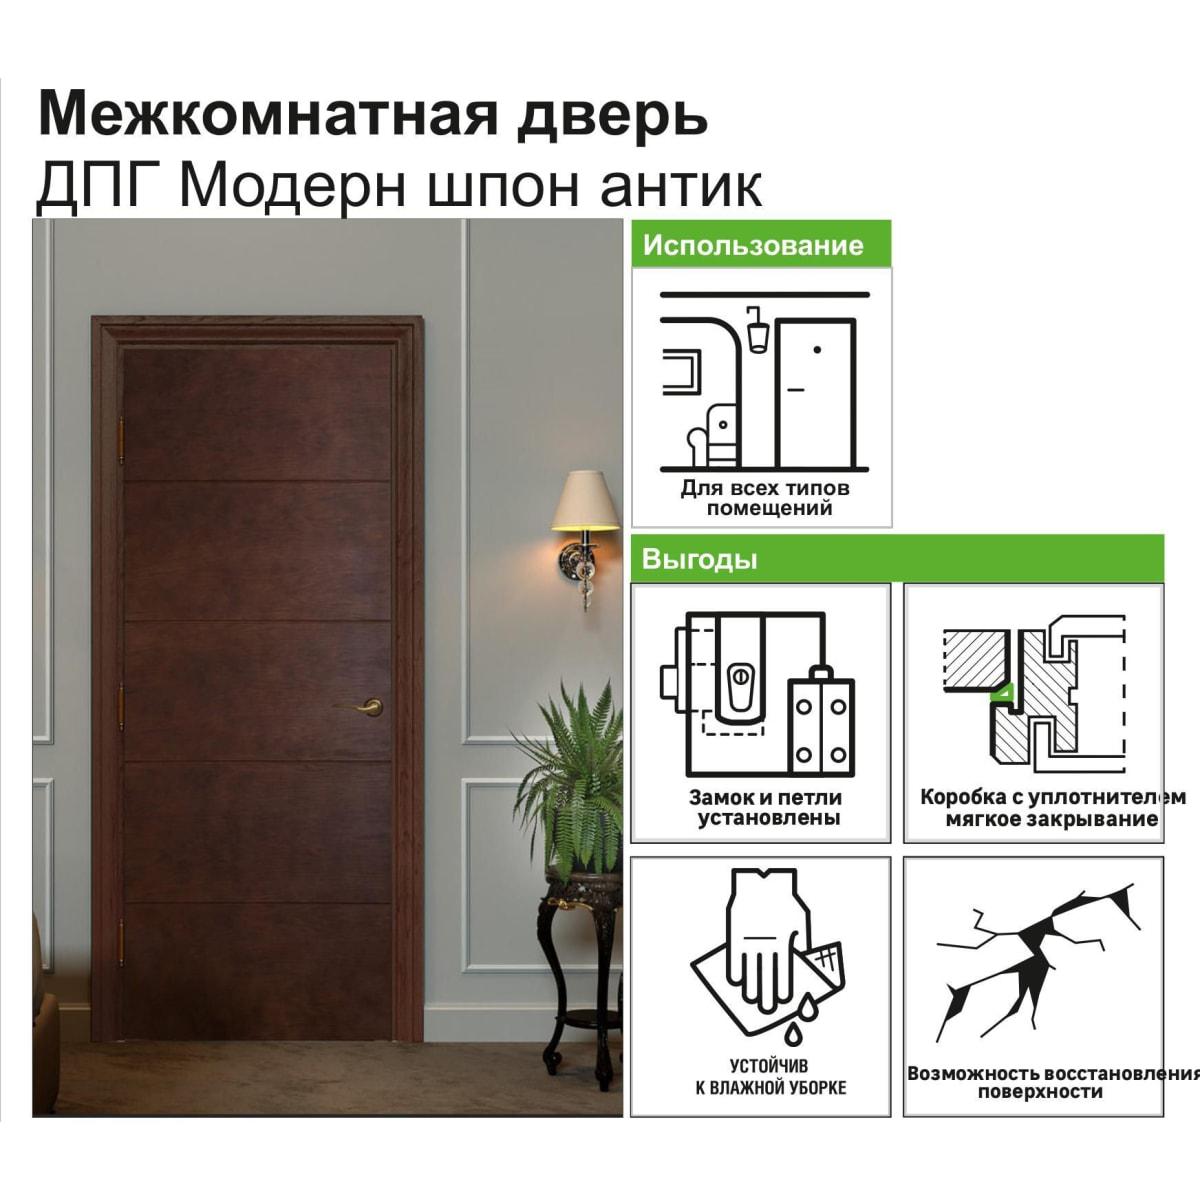 Межкомнатная дверь
ДПГ Модерн шпон антик
Использование
Для всех типов
помещений
Выгоды
Замок и петли
установлены
Коробка с уплотнителем
мягкое закрывание
УСТОЙЧИВ
К ВЛАЖНОЙ УБОРКЕ
Возможность восстановления
поверхности